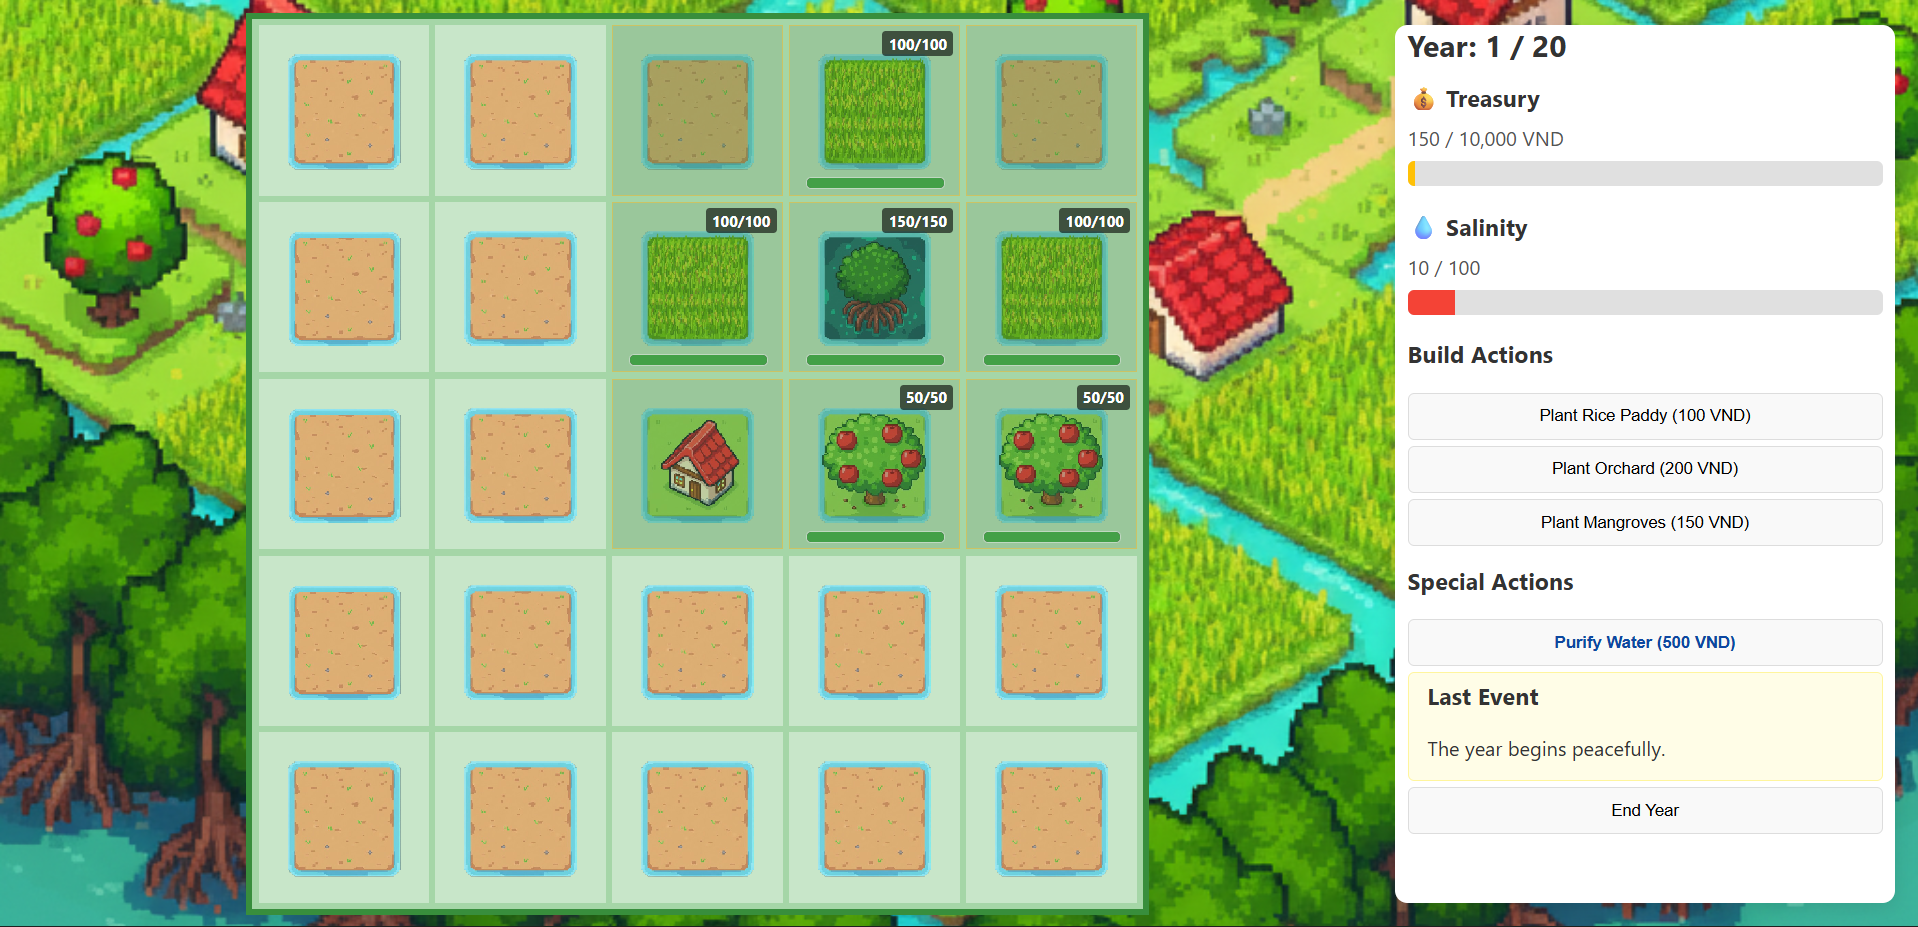 100/100
100/100
150/150
100/100
50/50
50/50
Year: 1 / 20
Treasury
150 / 10,000 VND
Salinity
10 / 100
Build Actions
Plant Rice Paddy (100 VND)
Plant Orchard (200 VND)
Plant Mangroves (150 VND)
Special Actions
Purify Water (500 VND)
Last Event
The year begins peacefully.
End Year